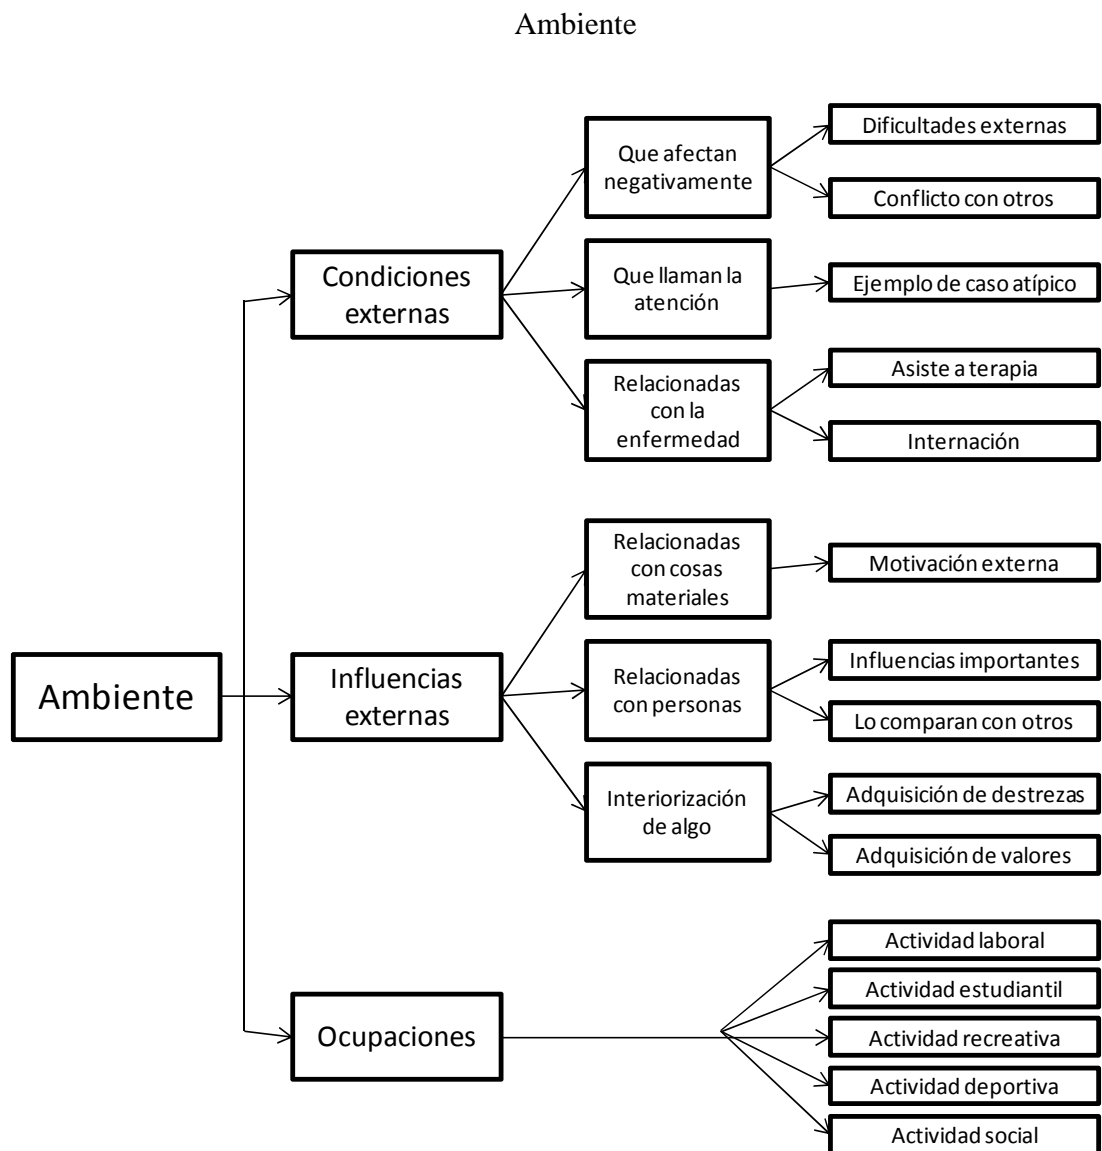 Ambiente
Dificultades externas
Que afectan
negativamente
Conflicto con otros
Condiciones
externas
Que llaman la
atención
Ejemplo de caso atípico
Relacionadas
con la
enfermedad
Asiste a terapia
Internación
Ambiente
Influencias
externas
Relacionadas
con cosas
materiales
Motivación externa
Relacionadas
con personas
Influencias importantes
Lo comparan con otros
Interiorización
de algo
Adquisición de destrezas
Adquisición de valores
Ocupaciones
Actividad laboral
Actividad estudiantil
Actividad recreativa
Actividad deportiva
Actividad social